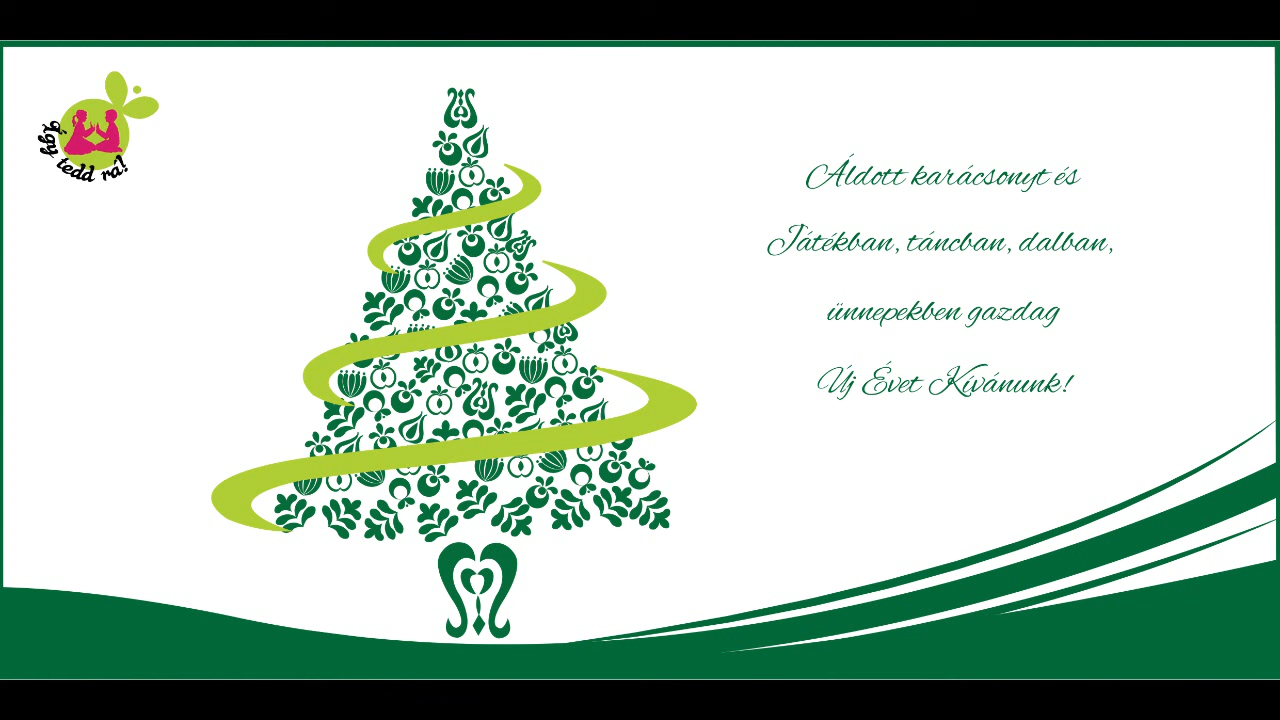 Így tedd rá!
Áldott karácsonyt és
Játékban, táncban, dalban,
ünnepekben gazdag
Új Évet Kívánunk!